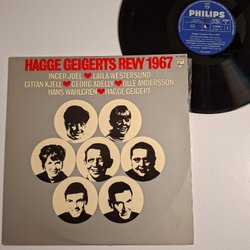 HAGGE GEIGERTS REVY 1967
INGER JUEL ♥ LAILA WESTERSUND
GITTAN KJELL ♥ GEORG ADELLY ♥ OLLE ANDERSSON
HANS WAHLGREN ♥ HAGGE GEIGERT
PHILIPS